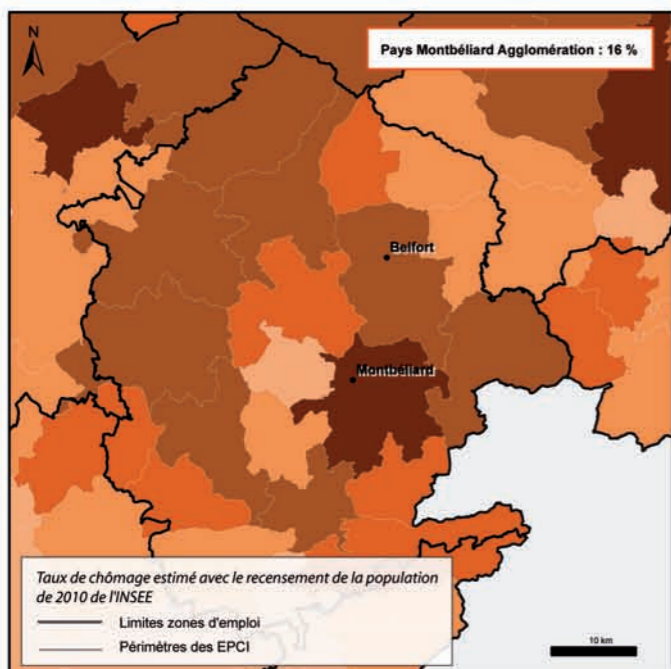 N
Pays Montbéliard Agglomération : 16 %
Belfort
Montbéliard
Taux de chômage estimé avec le recensement de la population
de 2010 de l'INSEE
Limites zones d'emploi
Périmètres des EPCI
10 km